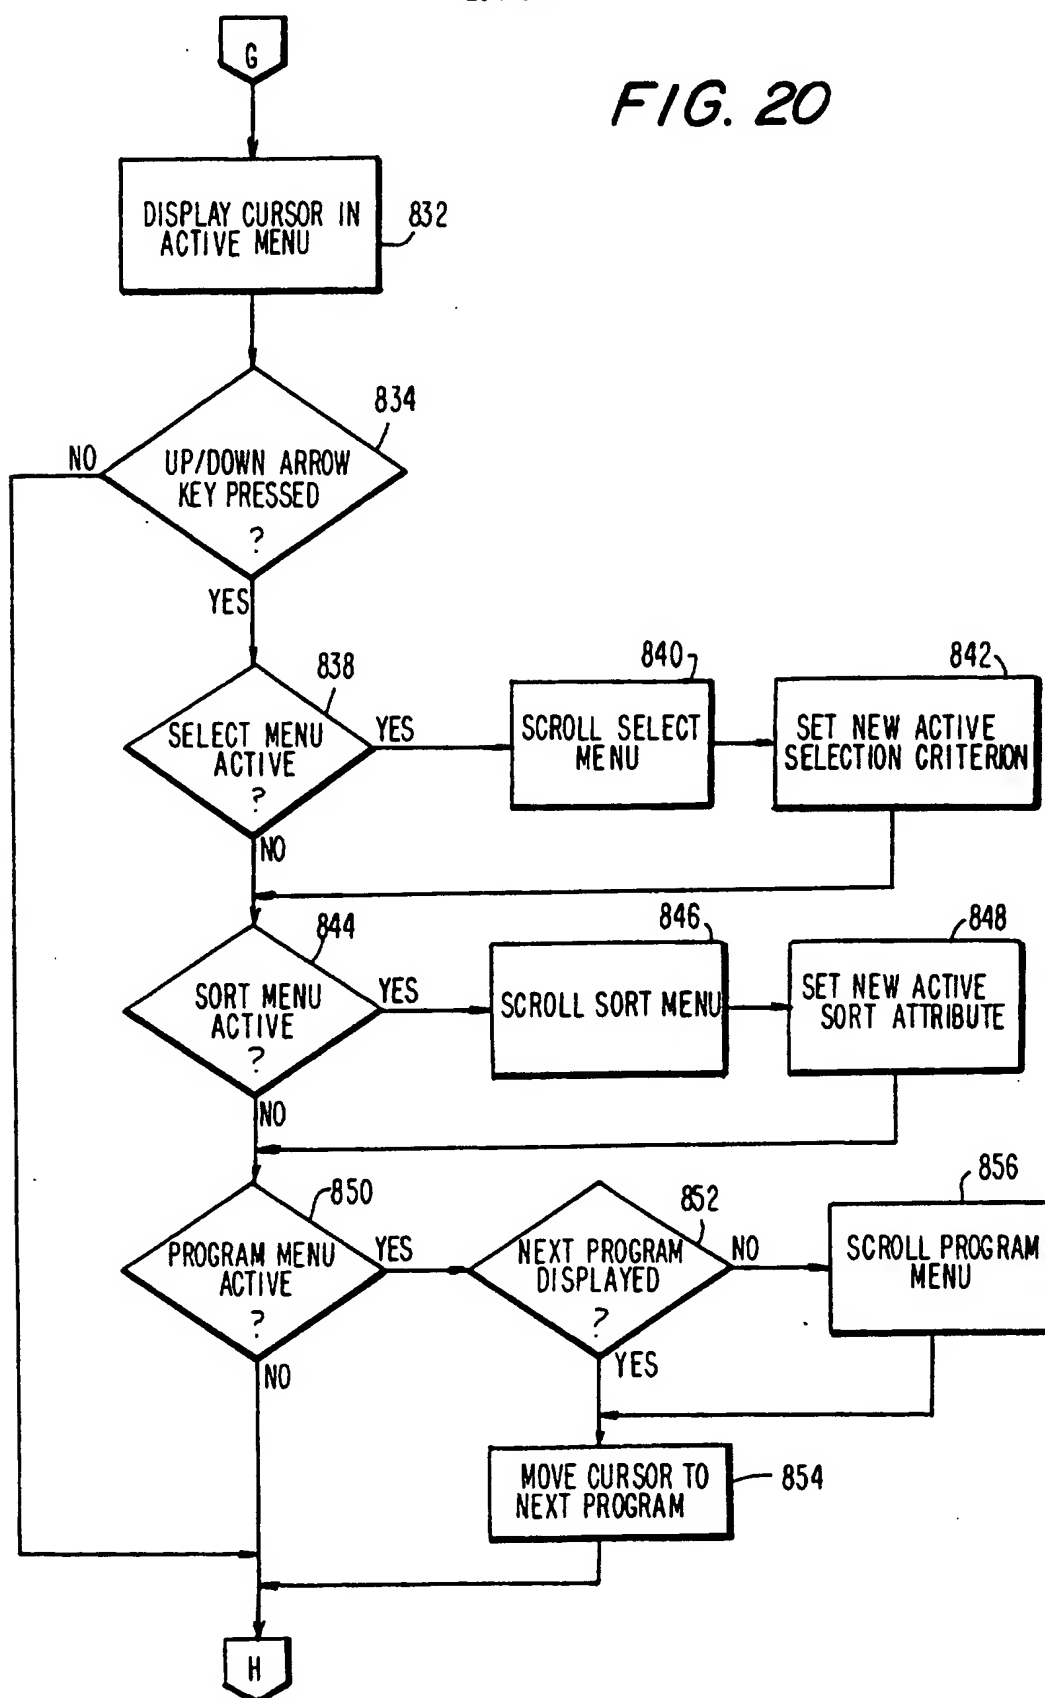 G
FIG. 20
DISPLAY CURSOR IN
ACTIVE MENU
832
834
NO
UP/DOWN ARROW
KEY PRESSED
?
YES
838
SELECT MENU
ACTIVE
?
YES
840
SCROLL SELECT
MENU
842
SET NEW ACTIVE
SELECTION CRITERION
NO
844
SORT MENU
ACTIVE
?
YES
846
SCROLL SORT MENU
848
SET NEW ACTIVE
SORT ATTRIBUTE
NO
850
PROGRAM MENU
ACTIVE
?
YES
852
NEXT PROGRAM
DISPLAYED
?
NO
856
SCROLL PROGRAM
MENU
NO
YES
MOVE CURSOR TO
NEXT PROGRAM
854
H